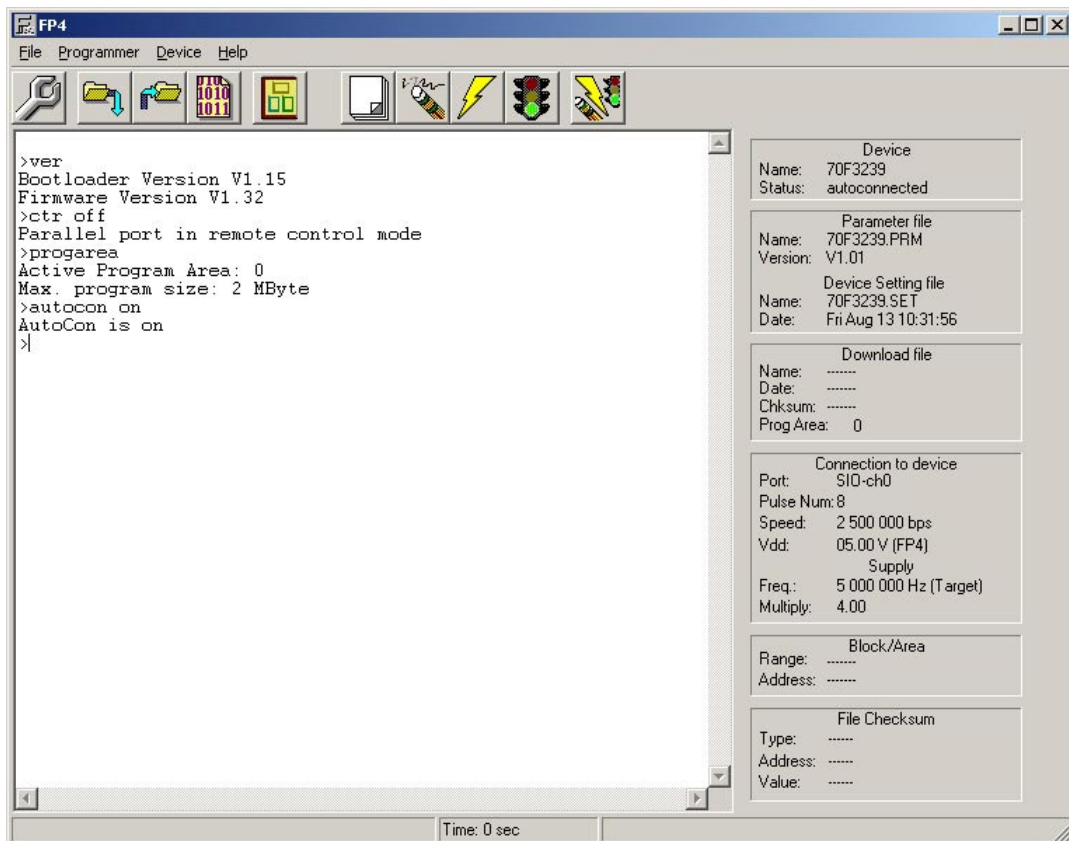 FP4
File Programmer Device Help
>ver
Bootloader Version V1.15
Firmware Version V1.32
>ctr off
Parallel port in remote control mode
>progarea
Active Program Area: 0
Max. program size: 2 MByte
>autocon on
AutoCon is on
>
Device
Name: 70F3239
Status: autoconnected
Parameter file
Name: 70F3239.PRM
Version: V1.01
Device Setting file
Name: 70F3239.SET
Date: Fri Aug 13 10:31:56
Download file
Name: -------
Date: -------
Chksum: -------
Prog Area: 0
Connection to device
Port: SIO-ch0
Pulse Num: 8
Speed: 2 500 000 bps
Vdd: 05.00 V (FP4)
Supply
Freq.: 5 000 000 Hz (Target)
Multiply: 4.00
Block/Area
Range: -------
Address: -------
File Checksum
Type: ------
Address: ------
Value: ------
Time: 0 sec